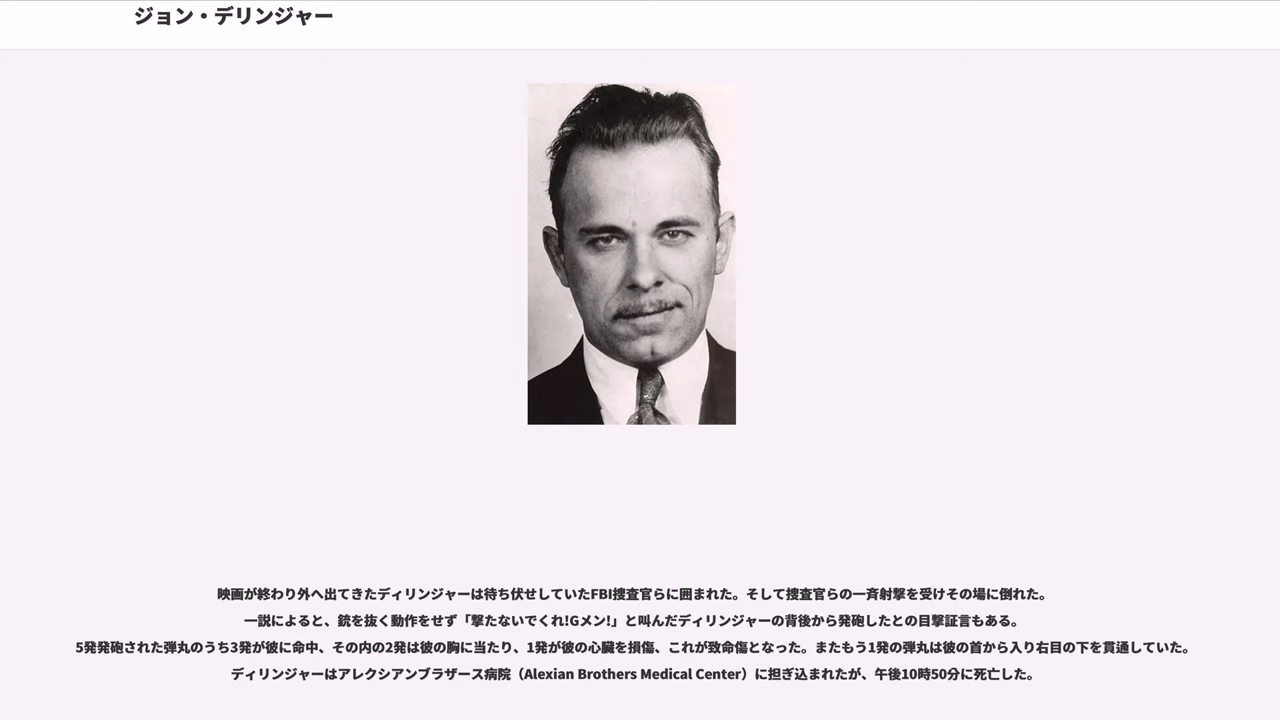 ジョン・デリンジャー
映画が終わり外へ出てきたディリンジャーは待ち伏せしていたFBI捜査官らに囲まれた。そして捜査官らの一斉射撃を受けその場に倒れた。
一説によると、銃を抜く動作をせず「撃たないでくれ!Gメン!」と叫んだディリンジャーの背後から発砲したとの目撃証言もある。
5発発砲された弾丸のうち3発が彼に命中、その内の2発は彼の胸に当たり、1発が彼の心臓を損傷、これが致命傷となった。またもう1発の弾丸は彼の首から入り右目の下を貫通していた。
ディリンジャーはアレクシアンブラザース病院（Alexian Brothers Medical Center）に担ぎ込まれたが、午後10時50分に死亡した。